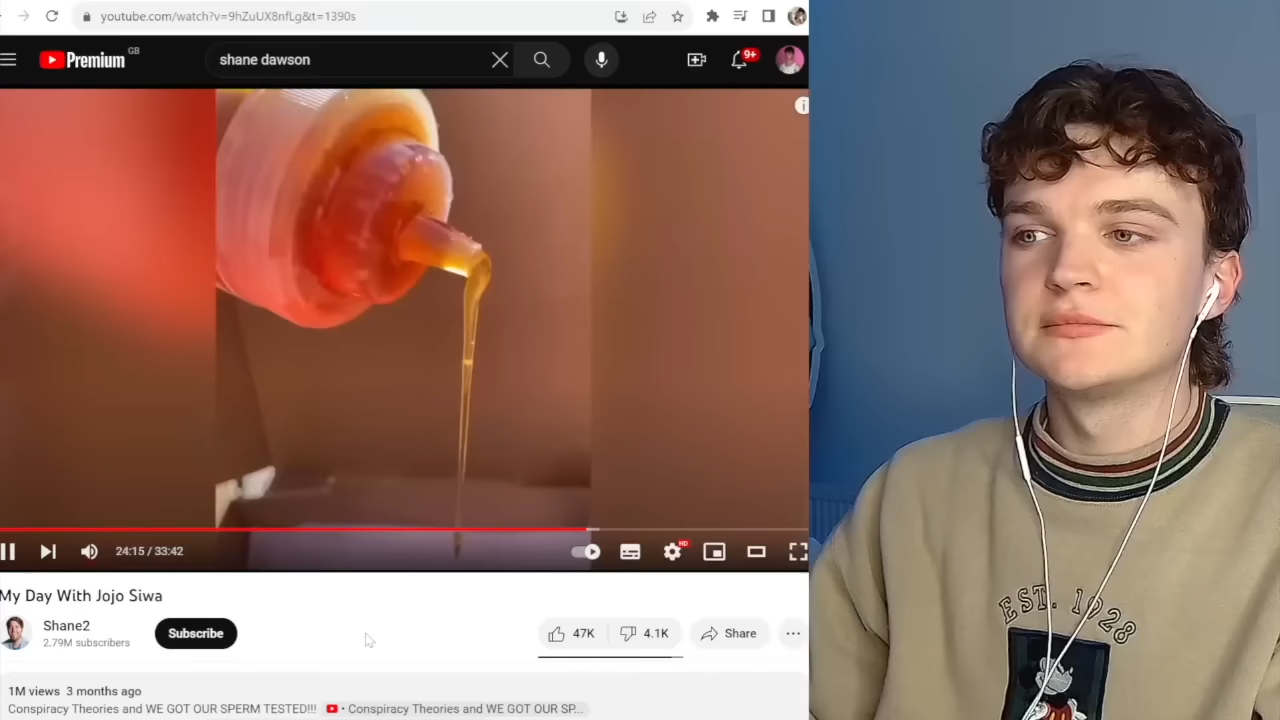 youtube.com/watch?v=9hZuUX8nfLg&t=1390s
Premium GB
shane dawson
9+
24:15 / 33:42
HD
My Day With Jojo Siwa
Shane2
2.79M subscribers
Subscribe
47K
4.1K
Share
1M views 3 months ago
Conspiracy Theories and WE GOT OUR SPERM TESTED!!! • Conspiracy Theories and WE GOT OUR SP...
EST. 1928